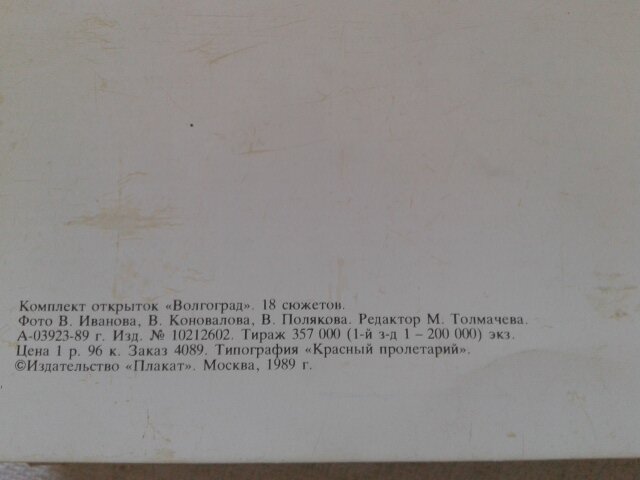 Комплект открыток «Волгоград». 18 сюжетов.
Фото В. Иванова, В. Коновалова, В. Полякова. Редактор М. Толмачева.
А-03923-89 г. Изд. № 10212602. Тираж 357 000 (1-й з-д 1 – 200 000) экз.
Цена 1 р. 96 к. Заказ 4089. Типография «Красный пролетарий».
©Издательство «Плакат». Москва, 1989 г.